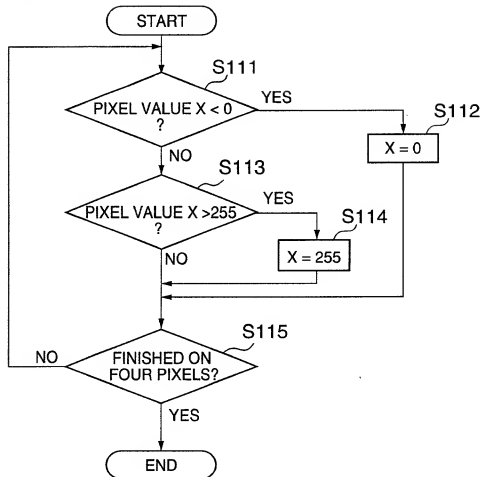 START
S111
PIXEL VALUE X < 0
?
YES
NO
S112
X = 0
S113
PIXEL VALUE X >255
?
YES
NO
S114
X = 255
S115
FINISHED ON
FOUR PIXELS?
NO
YES
END